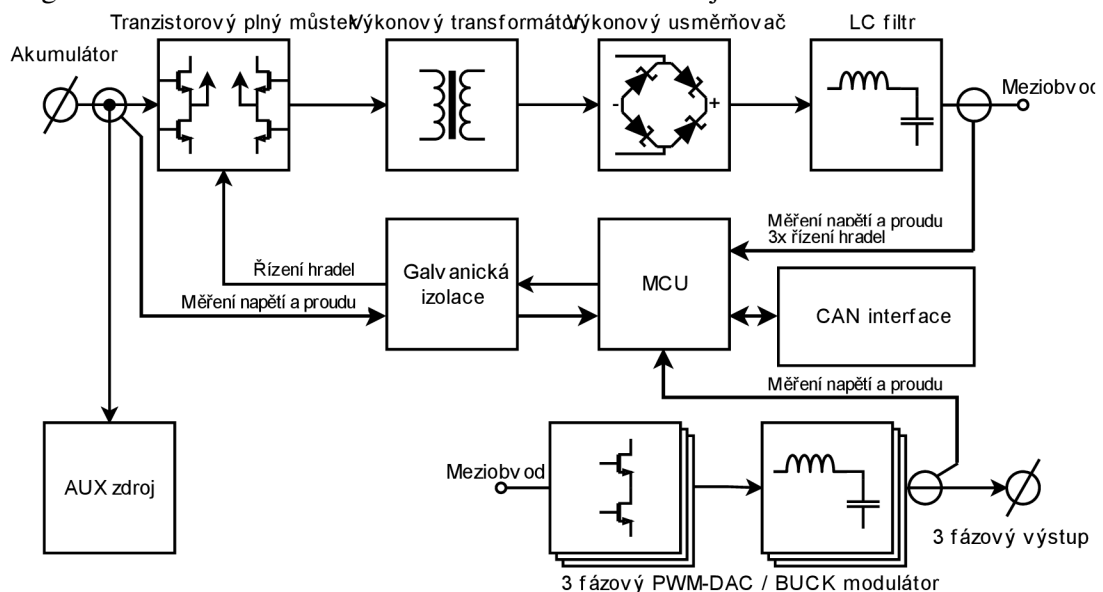 Tranzistorový plný můstek
Výkonový transformátor
Výkonový usměrňovač
LC filtr
Akumulátor
- +
Meziobvod
Měření napětí a proudu
3x řízení hradel
Řízení hradel
Galvanická
izolace
MCU
Měření napětí a proudu
CAN interface
Měření napětí a proudu
Meziobvod
AUX zdroj
3 fázový výstup
3 fázový PWM-DAC / BUCK modulátor